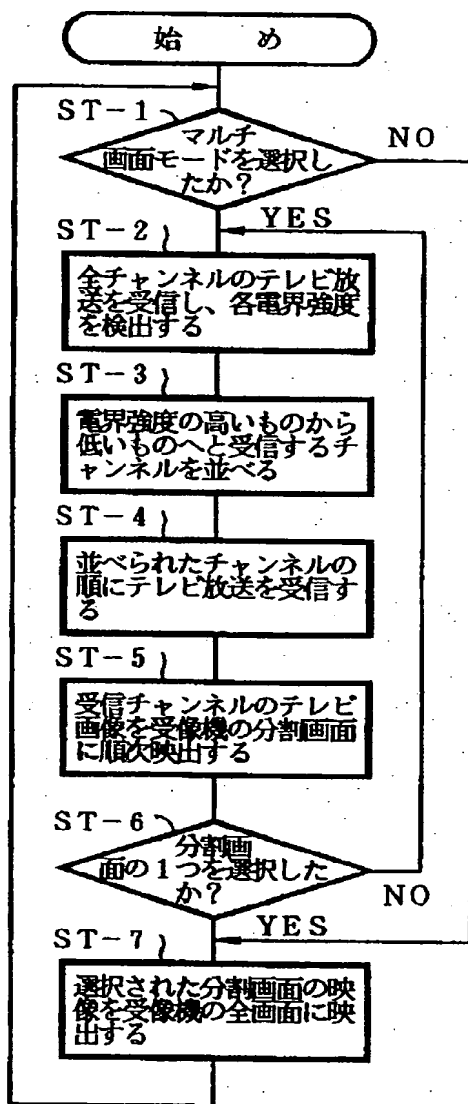 始 め
ST-1
マルチ
画面モードを選択し
たか?
NO
YES
ST-2
全チャンネルのテレビ放
送を受信し、各電界強度
を検出する
ST-3
電界強度の高いものから
低いものへと受信するチ
ャンネルを並べる
ST-4
並べられたチャンネルの
順にテレビ放送を受信す
る
ST-5
受信チャンネルのテレビ
画像を受像機の分割画面
に順次映出する
ST-6
分割画
面の1つを選択した
か?
NO
YES
ST-7
選択された分割画面の映
像を受像機の全画面に映
出する